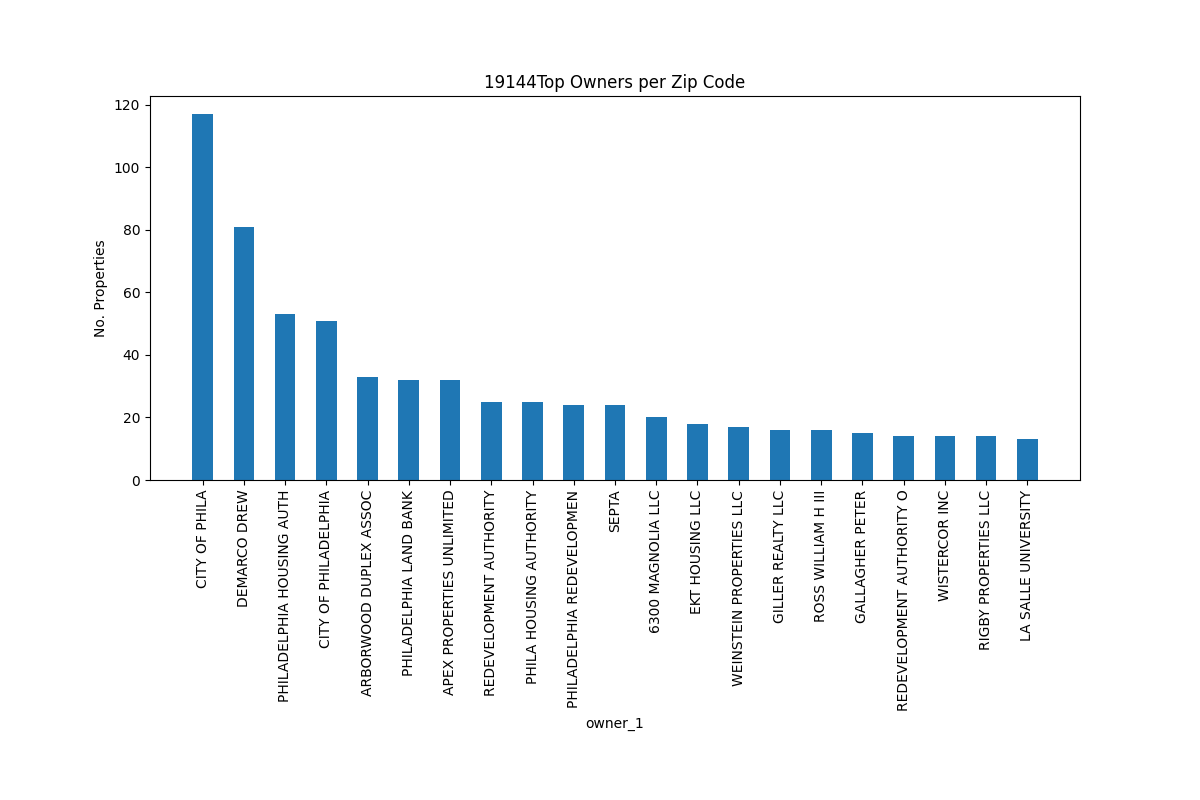 19144Top Owners per Zip Code
120
100
80
60
40
20
0
No. Properties
CITY OF PHILA
DEMARCO DREW
PHILADELPHIA HOUSING AUTH
CITY OF PHILADELPHIA
ARBORWOOD DUPLEX ASSOC
PHILADELPHIA LAND BANK
APEX PROPERTIES UNLIMITED
REDEVELOPMENT AUTHORITY
PHILA HOUSING AUTHORITY
PHILADELPHIA REDEVELOPMEN
SEPTA
6300 MAGNOLIA LLC
EKT HOUSING LLC
WEINSTEIN PROPERTIES LLC
GILLER REALTY LLC
ROSS WILLIAM H III
GALLAGHER PETER
REDEVELOPMENT AUTHORITY O
WISTERCOR INC
RIGBY PROPERTIES LLC
LA SALLE UNIVERSITY
owner_1